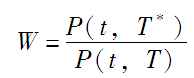 W = P(t, T*) / P(t, T)